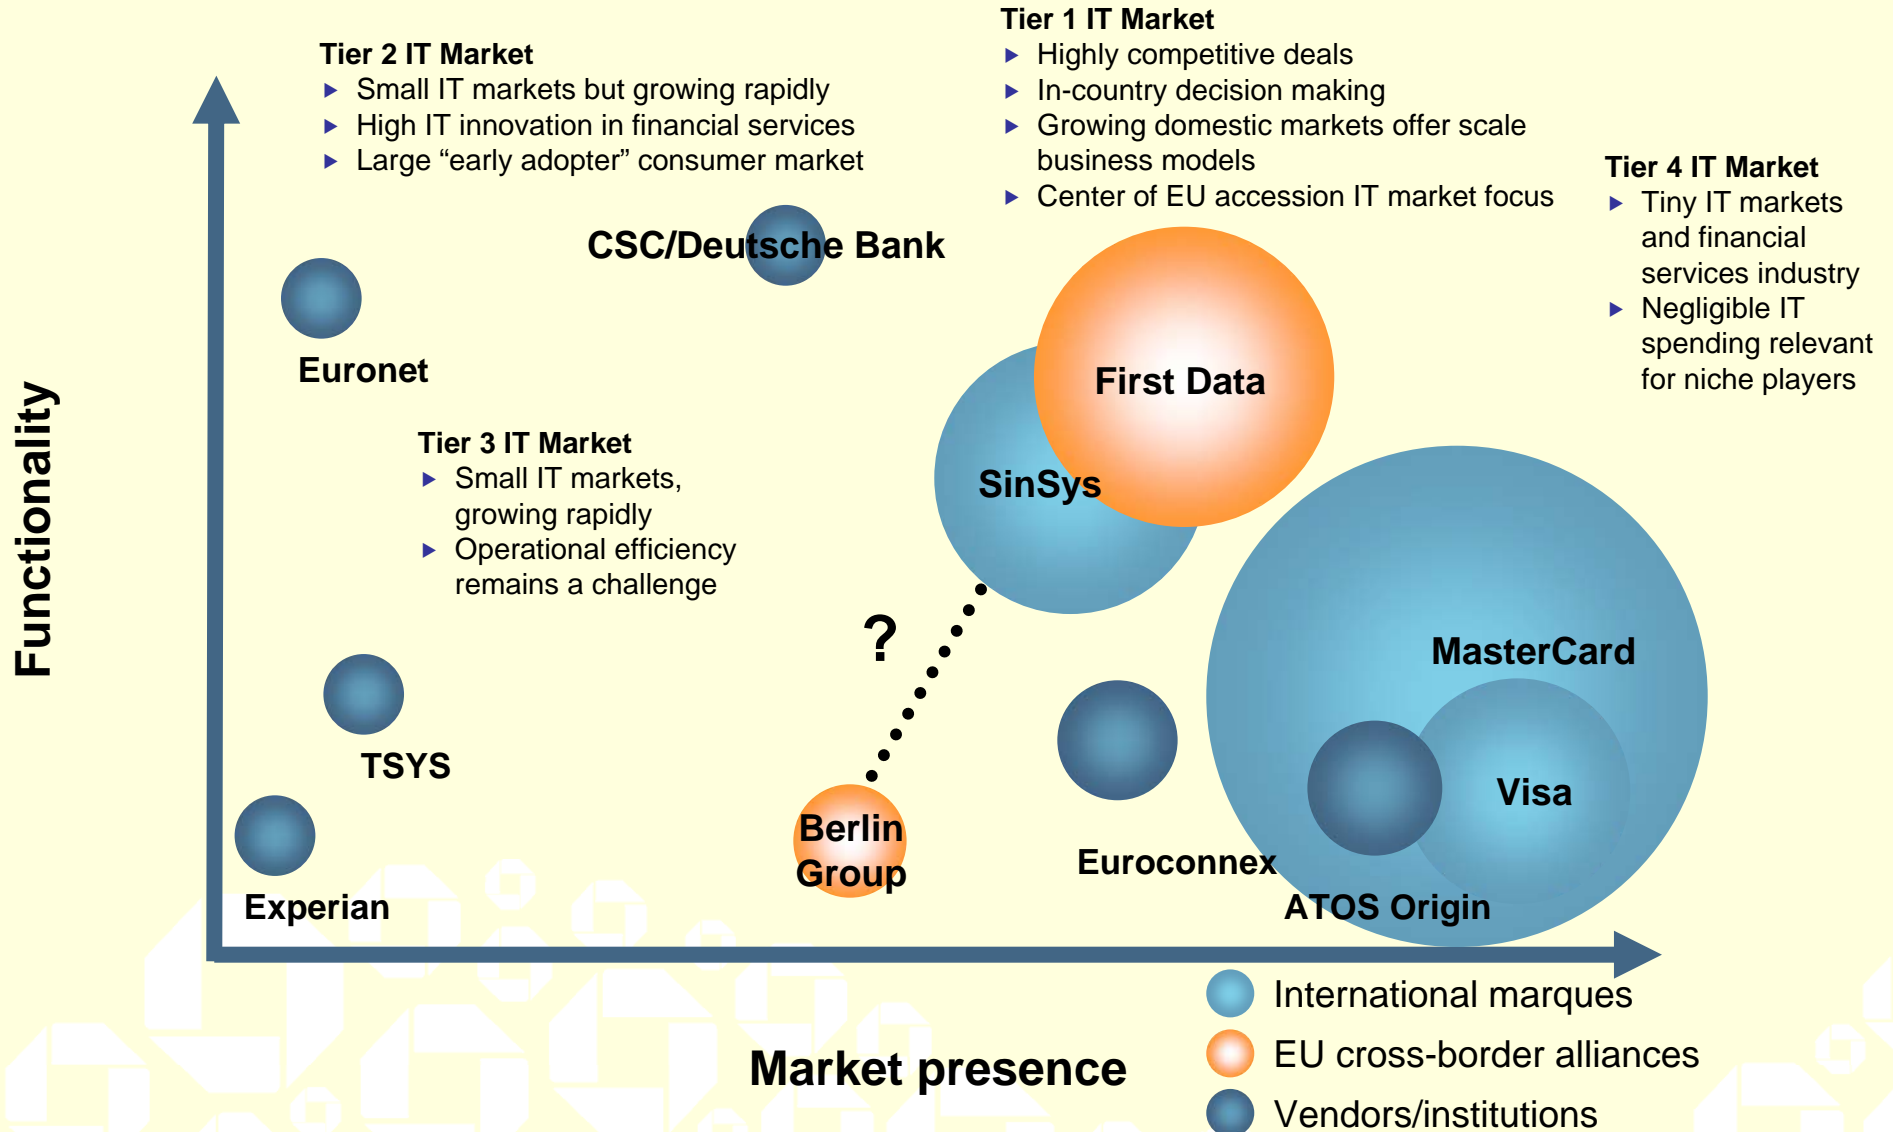 Tier 1 IT Market
Highly competitive deals
In-country decision making
Growing domestic markets offer scale
business models
Center of EU accession IT market focus
Tier 2 IT Market
Small IT markets but growing rapidly
High IT innovation in financial services
Large “early adopter” consumer market
Tier 4 IT Market
Tiny IT markets
and financial
services industry
Negligible IT
spending relevant
for niche players
CSC/Deutsche Bank
Euronet
First Data
Functionality
Tier 3 IT Market
Small IT markets,
growing rapidly
Operational efficiency
remains a challenge
SinSys
?
MasterCard
TSYS
Visa
Berlin
Group
Euroconnex
Experian
ATOS Origin
Market presence
International marques
EU cross-border alliances
Vendors/institutions